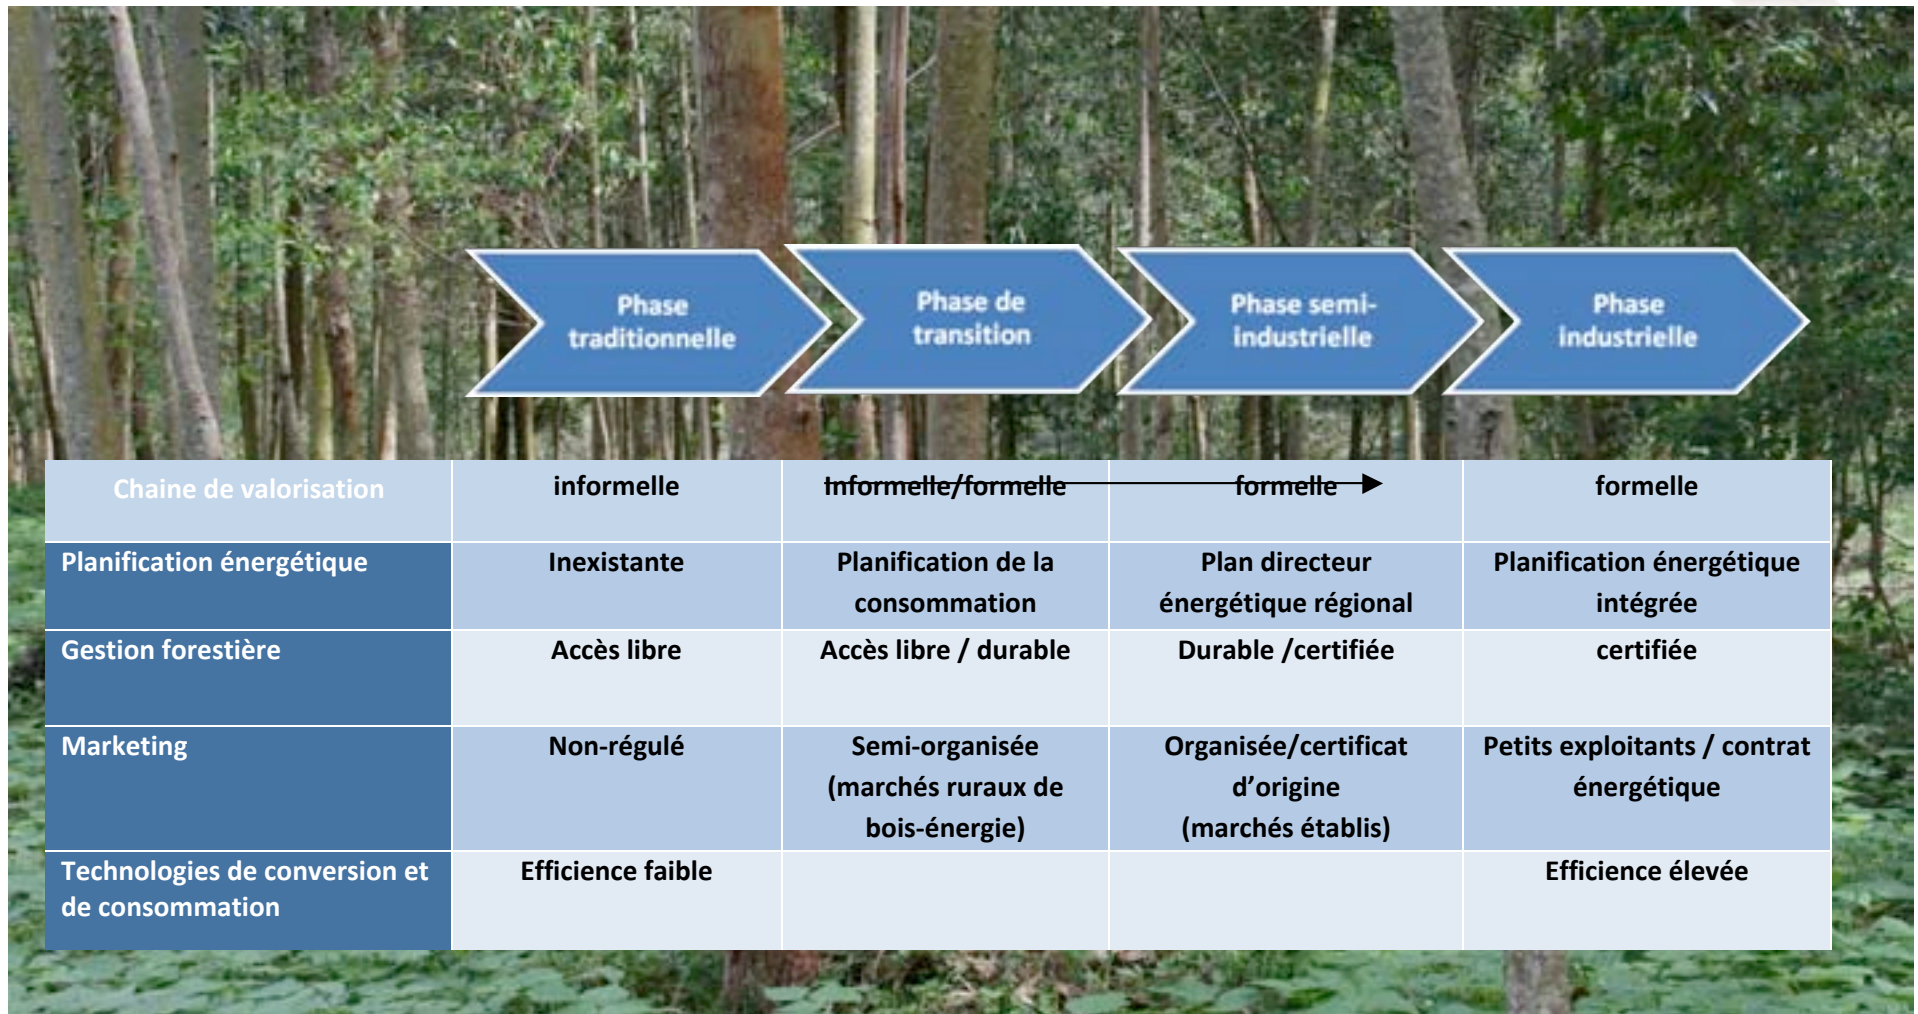 Phase
traditionnelle
Phase de
transition
Phase semi-
industrielle
Phase
industrielle
Chaine de valorisation
informelle
Informelle/formelle
formelle
formelle
Planification énergétique
Inexistante
Planification de la
consommation
Plan directeur
énergétique régional
Planification énergétique
intégrée
Gestion forestière
Accès libre
Accès libre / durable
Durable /certifiée
certifiée
Marketing
Non-régulé
Semi-organisée
(marchés ruraux de
bois-énergie)
Organisée/certificat
d’origine
(marchés établis)
Petits exploitants / contrat
énergétique
Technologies de conversion et
de consommation
Efficience faible
Efficience élevée